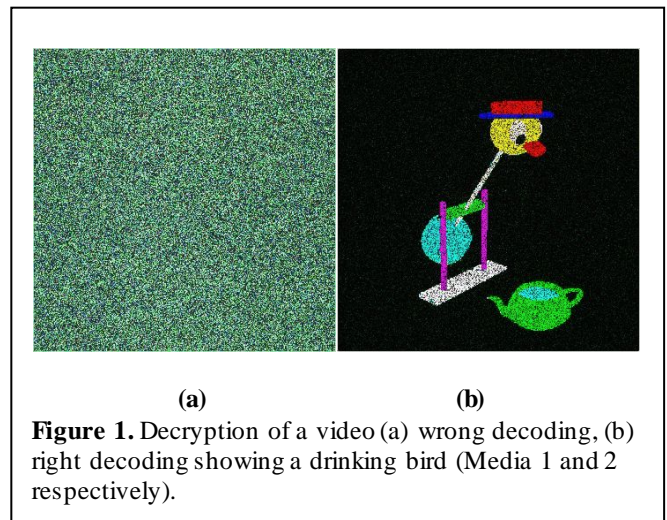 (a) (b)
Figure 1. Decryption of a video (a) wrong decoding, (b)
right decoding showing a drinking bird (Media 1 and 2
respectively).